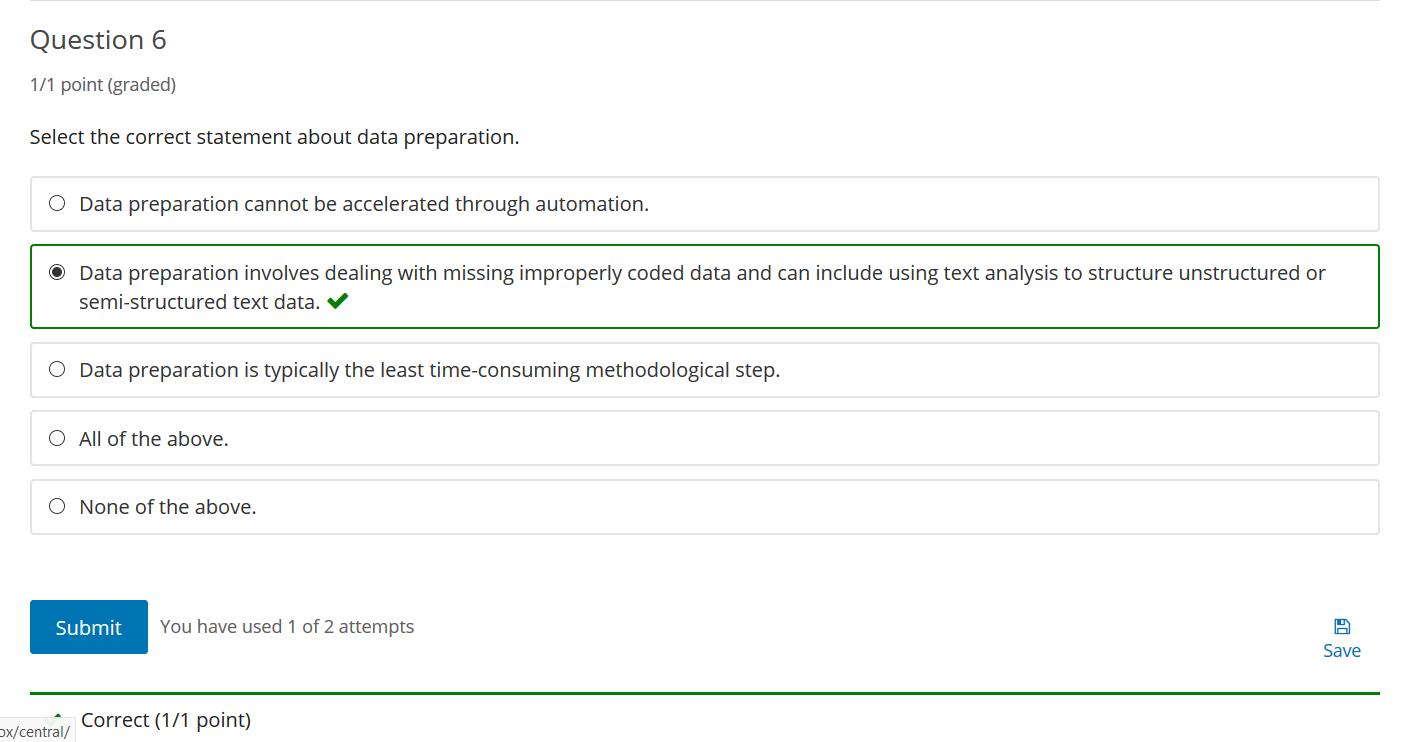 Question 6
1/1 point (graded)
Select the correct statement about data preparation.
Data preparation cannot be accelerated through automation.
Data preparation involves dealing with missing improperly coded data and can include using text analysis to structure unstructured or
semi-structured text data.
Data preparation is typically the least time-consuming methodological step.
All of the above.
None of the above.
Submit
You have used 1 of 2 attempts
Save
Correct (1/1 point)
ox/central/